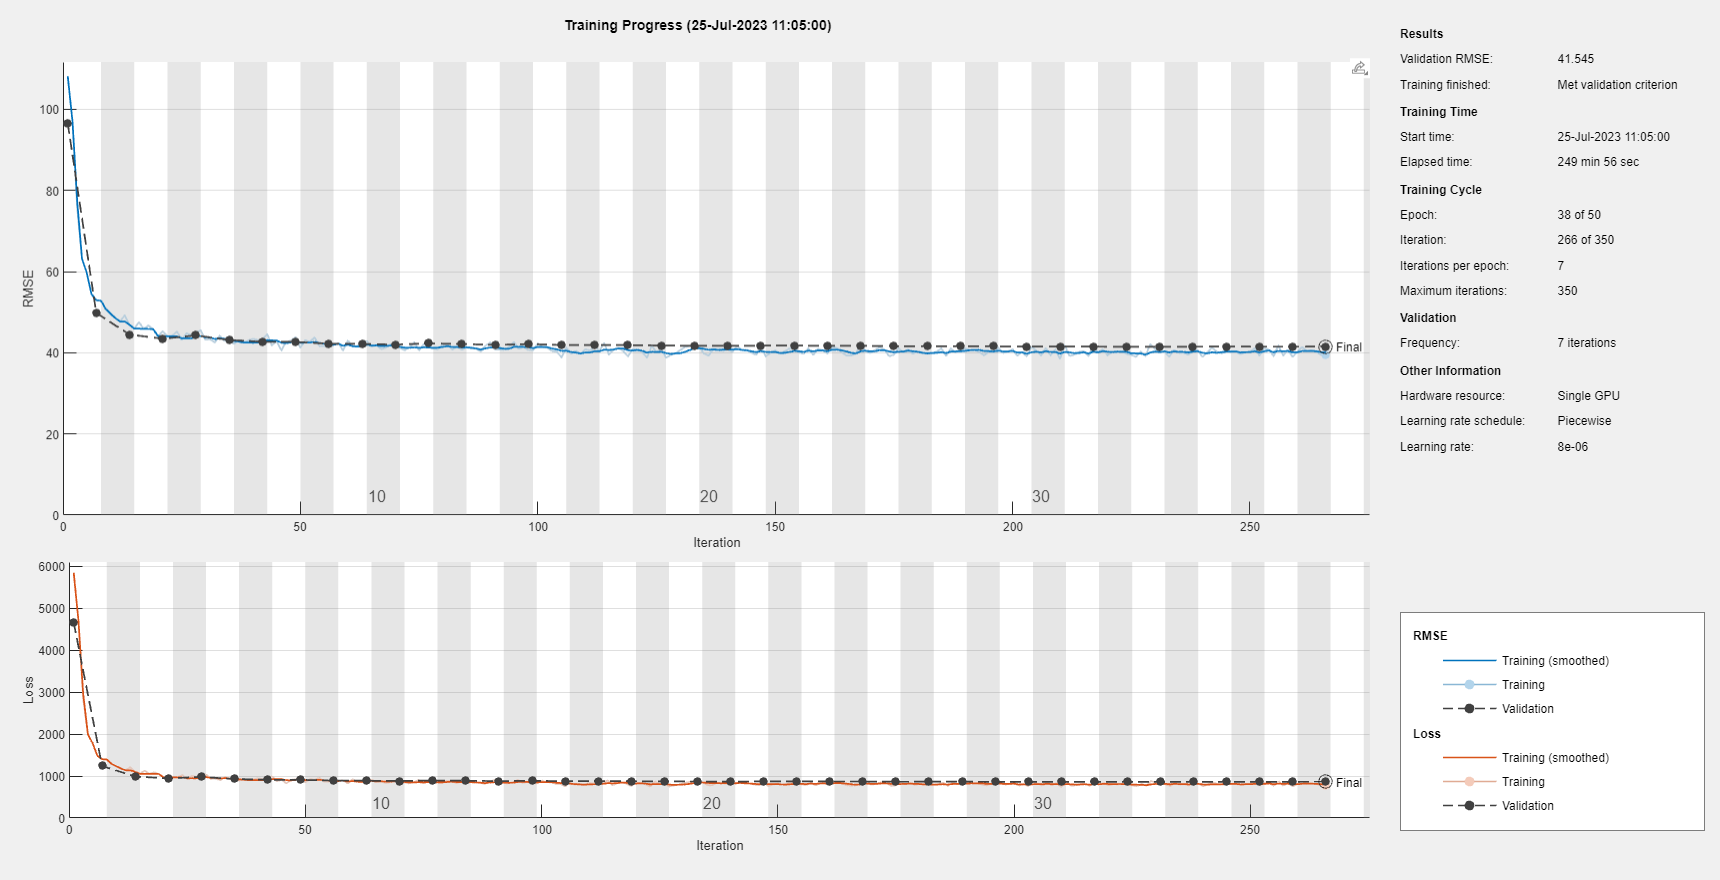 Training Progress (25-Jul-2023 11:05:00)
100
80
60
40
20
0
RMSE
Final
10
20
30
0
50
100
150
200
250
Iteration
6000
5000
4000
3000
2000
1000
0
Loss
Final
10
20
30
0
50
100
150
200
250
Iteration
Results
Validation RMSE: 41.545
Training finished: Met validation criterion
Training Time
Start time: 25-Jul-2023 11:05:00
Elapsed time: 249 min 56 sec
Training Cycle
Epoch: 38 of 50
Iteration: 266 of 350
Iterations per epoch: 7
Maximum iterations: 350
Validation
Frequency: 7 iterations
Other Information
Hardware resource: Single GPU
Learning rate schedule: Piecewise
Learning rate: 8e-06
RMSE
Training (smoothed)
Training
Validation
Loss
Training (smoothed)
Training
Validation